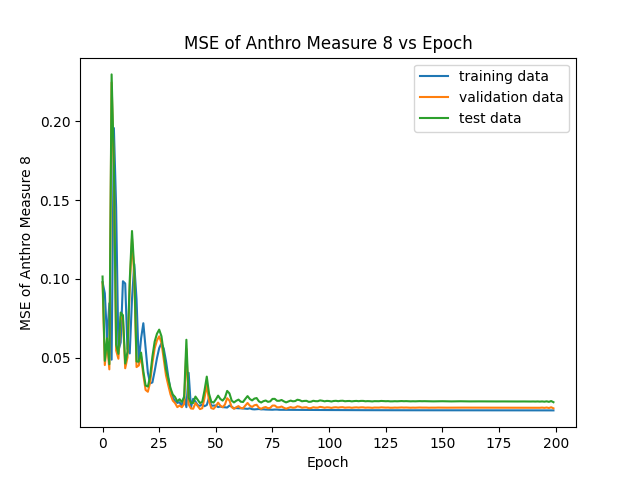 MSE of Anthro Measure 8 vs Epoch
training data
validation data
test data
MSE of Anthro Measure 8
0.20
0.15
0.10
0.05
0
25
50
75
100
125
150
175
200
Epoch